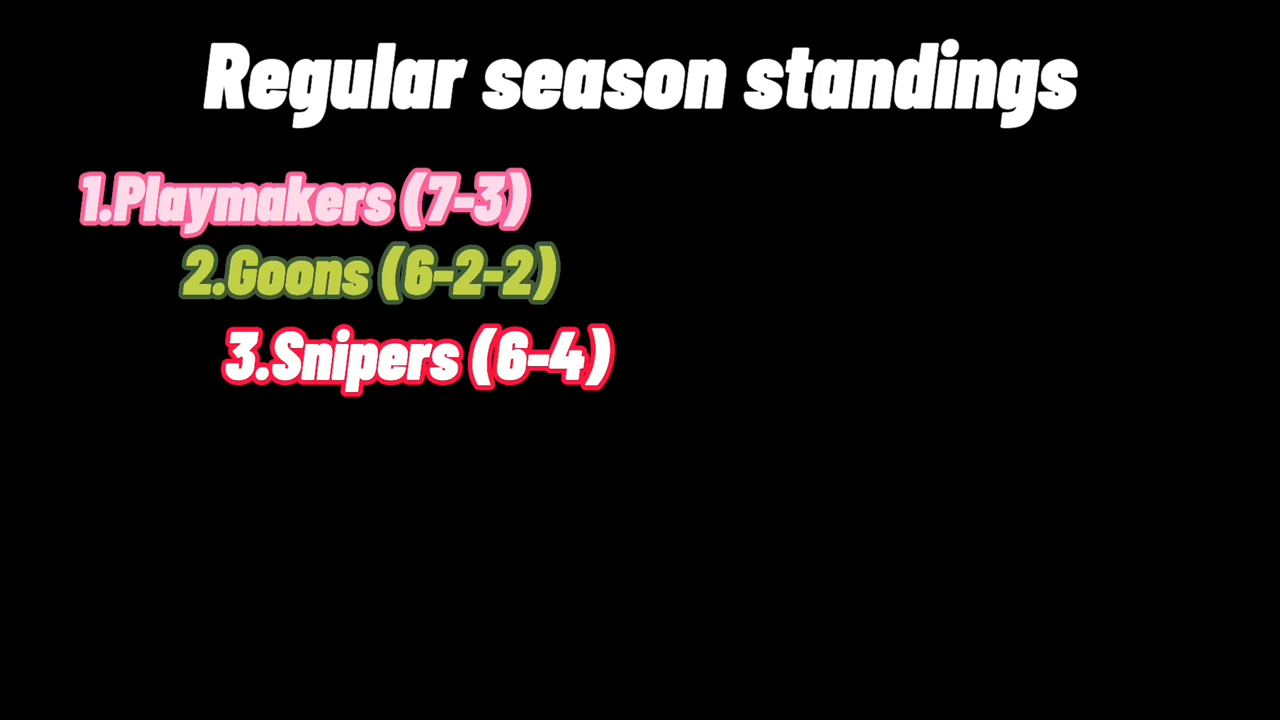 Regular season standings
1.Playmakers (7-3)
2.Goons (6-2-2)
3.Snipers (6-4)